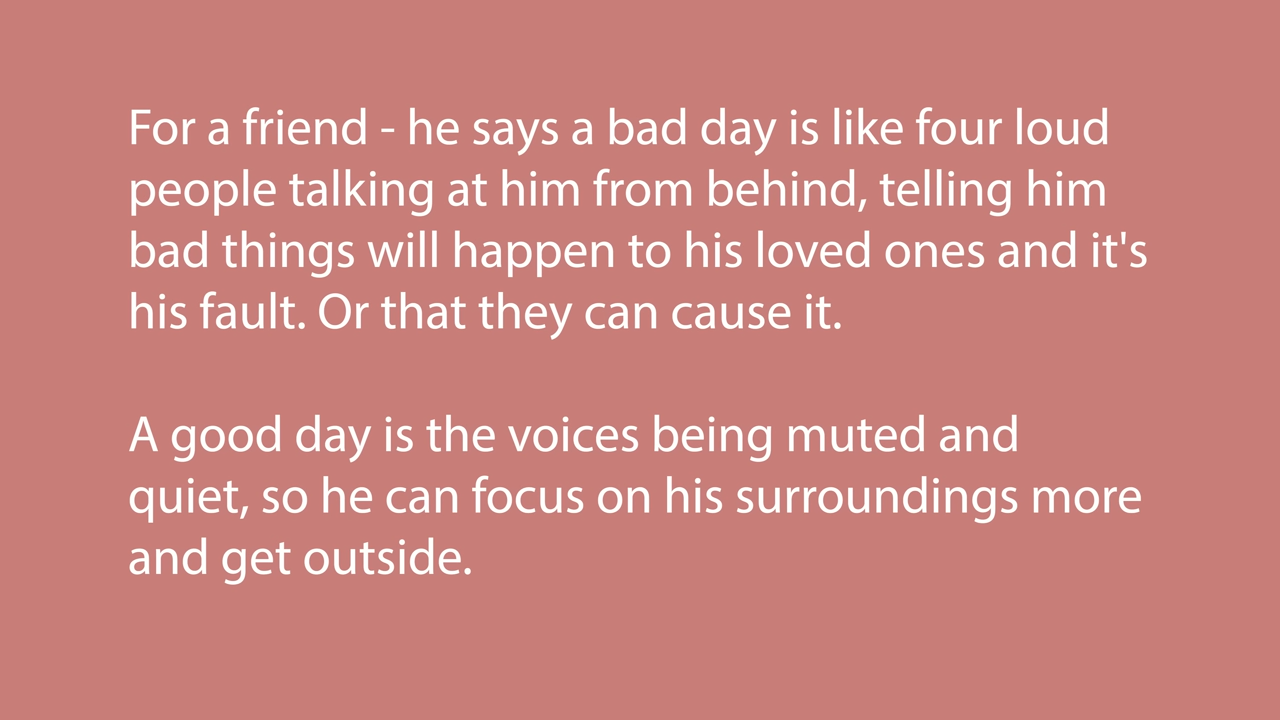 For a friend - he says a bad day is like four loud
people talking at him from behind, telling him
bad things will happen to his loved ones and it's
his fault. Or that they can cause it.
A good day is the voices being muted and
quiet, so he can focus on his surroundings more
and get outside.